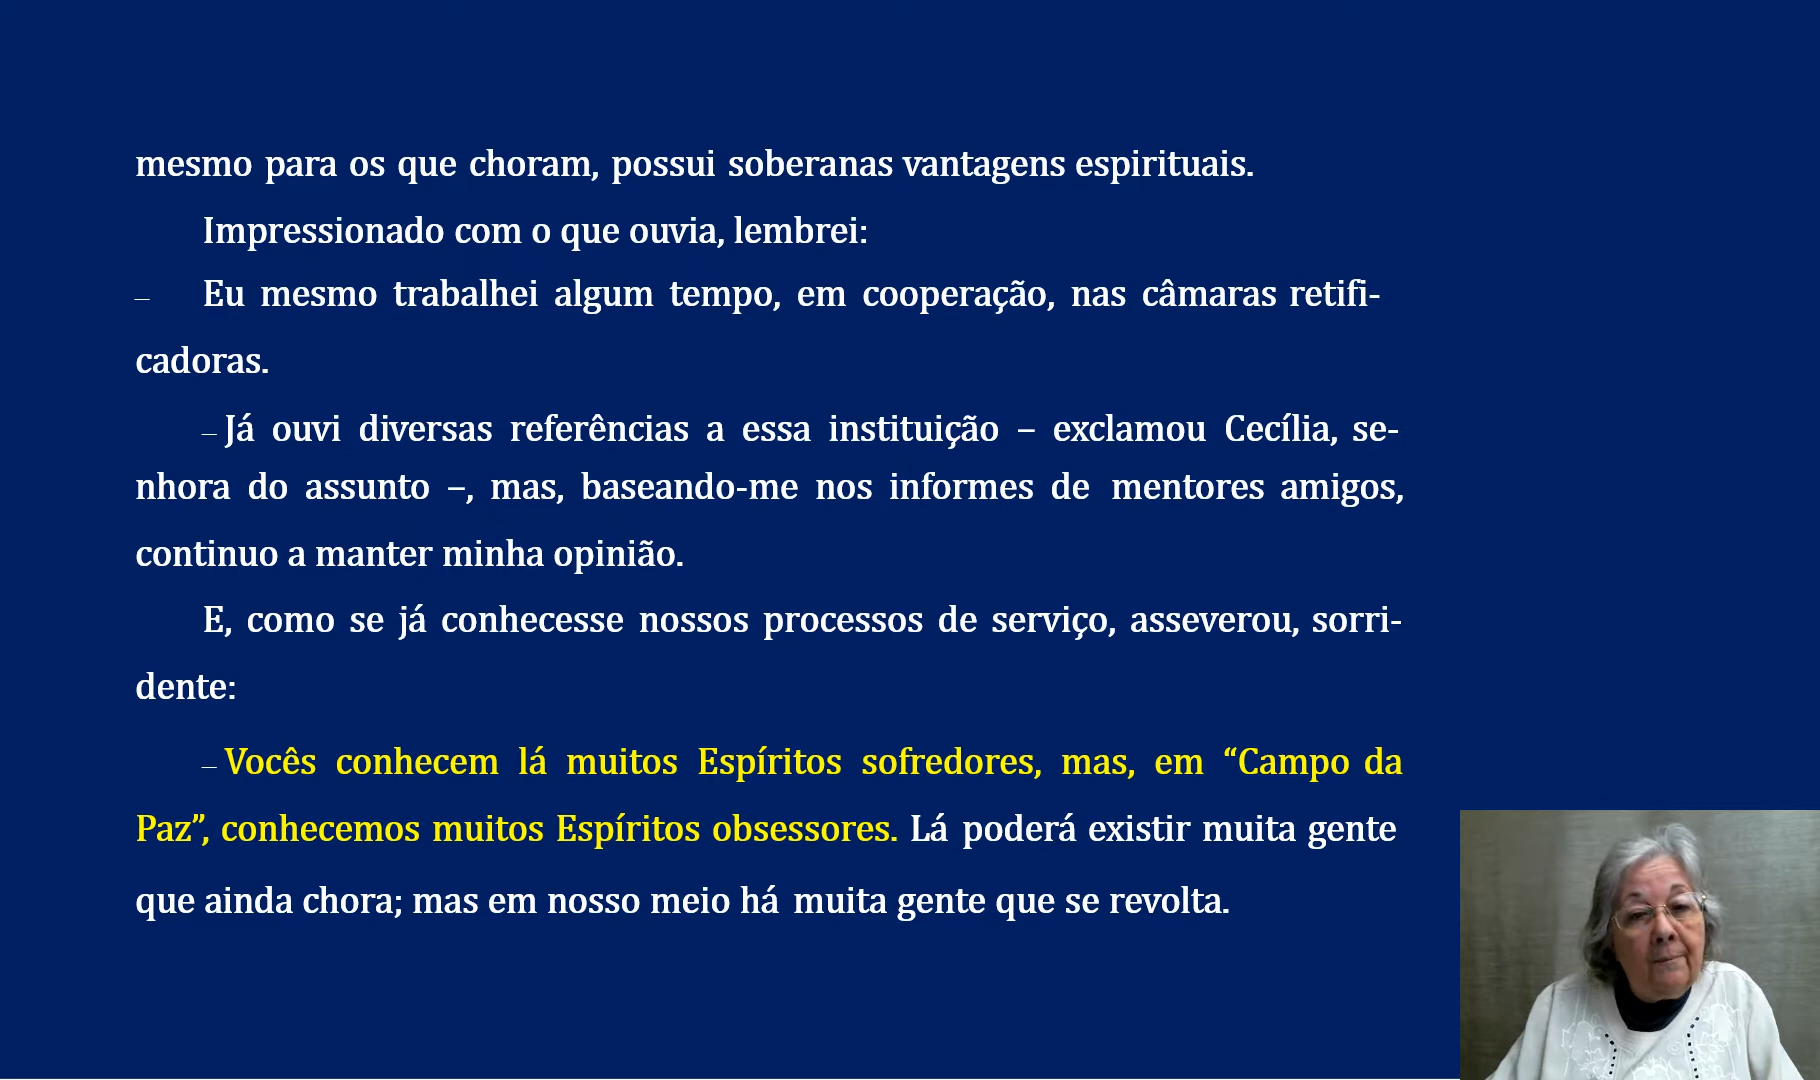 mesmo para os que choram, possui soberanas vantagens espirituais.
Impressionado com o que ouvia, lembrei:
– Eu mesmo trabalhei algum tempo, em cooperação, nas câmaras retifi-
cadoras.
– Já ouvi diversas referências a essa instituição – exclamou Cecília, se-
nhora do assunto –, mas, baseando-me nos informes de mentores amigos,
continuo a manter minha opinião.
E, como se já conhecesse nossos processos de serviço, asseverou, sorri-
dente:
– Vocês conhecem lá muitos Espíritos sofredores, mas, em “Campo da
Paz”, conhecemos muitos Espíritos obsessores. Lá poderá existir muita gente
que ainda chora; mas em nosso meio há muita gente que se revolta.